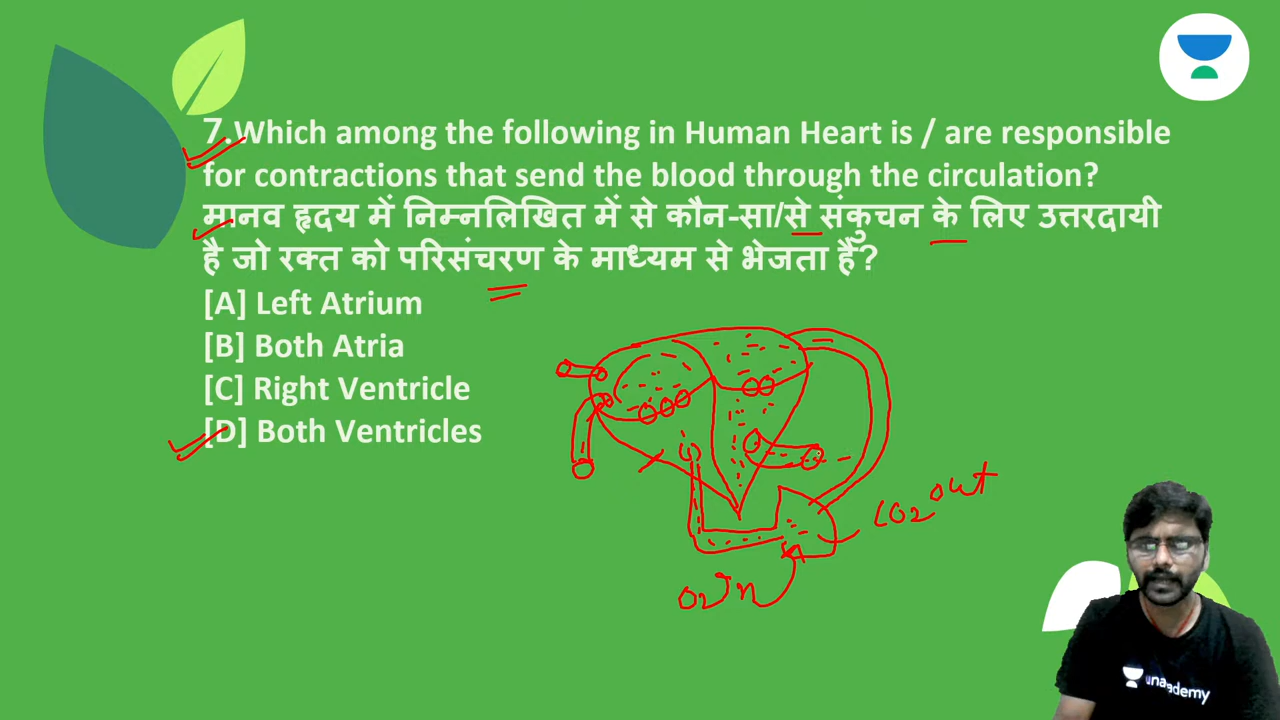 7.Which among the following in Human Heart is / are responsible
for contractions that send the blood through the circulation?
मानव हृदय में निम्नलिखित में से कौन-सा/से संकुचन के लिए उत्तरदायी
है जो रक्त को परिसंचरण के माध्यम से भेजता है?
[A] Left Atrium
[B] Both Atria
[C] Right Ventricle
[D] Both Ventricles
CO2 out
O2 in
unacademy